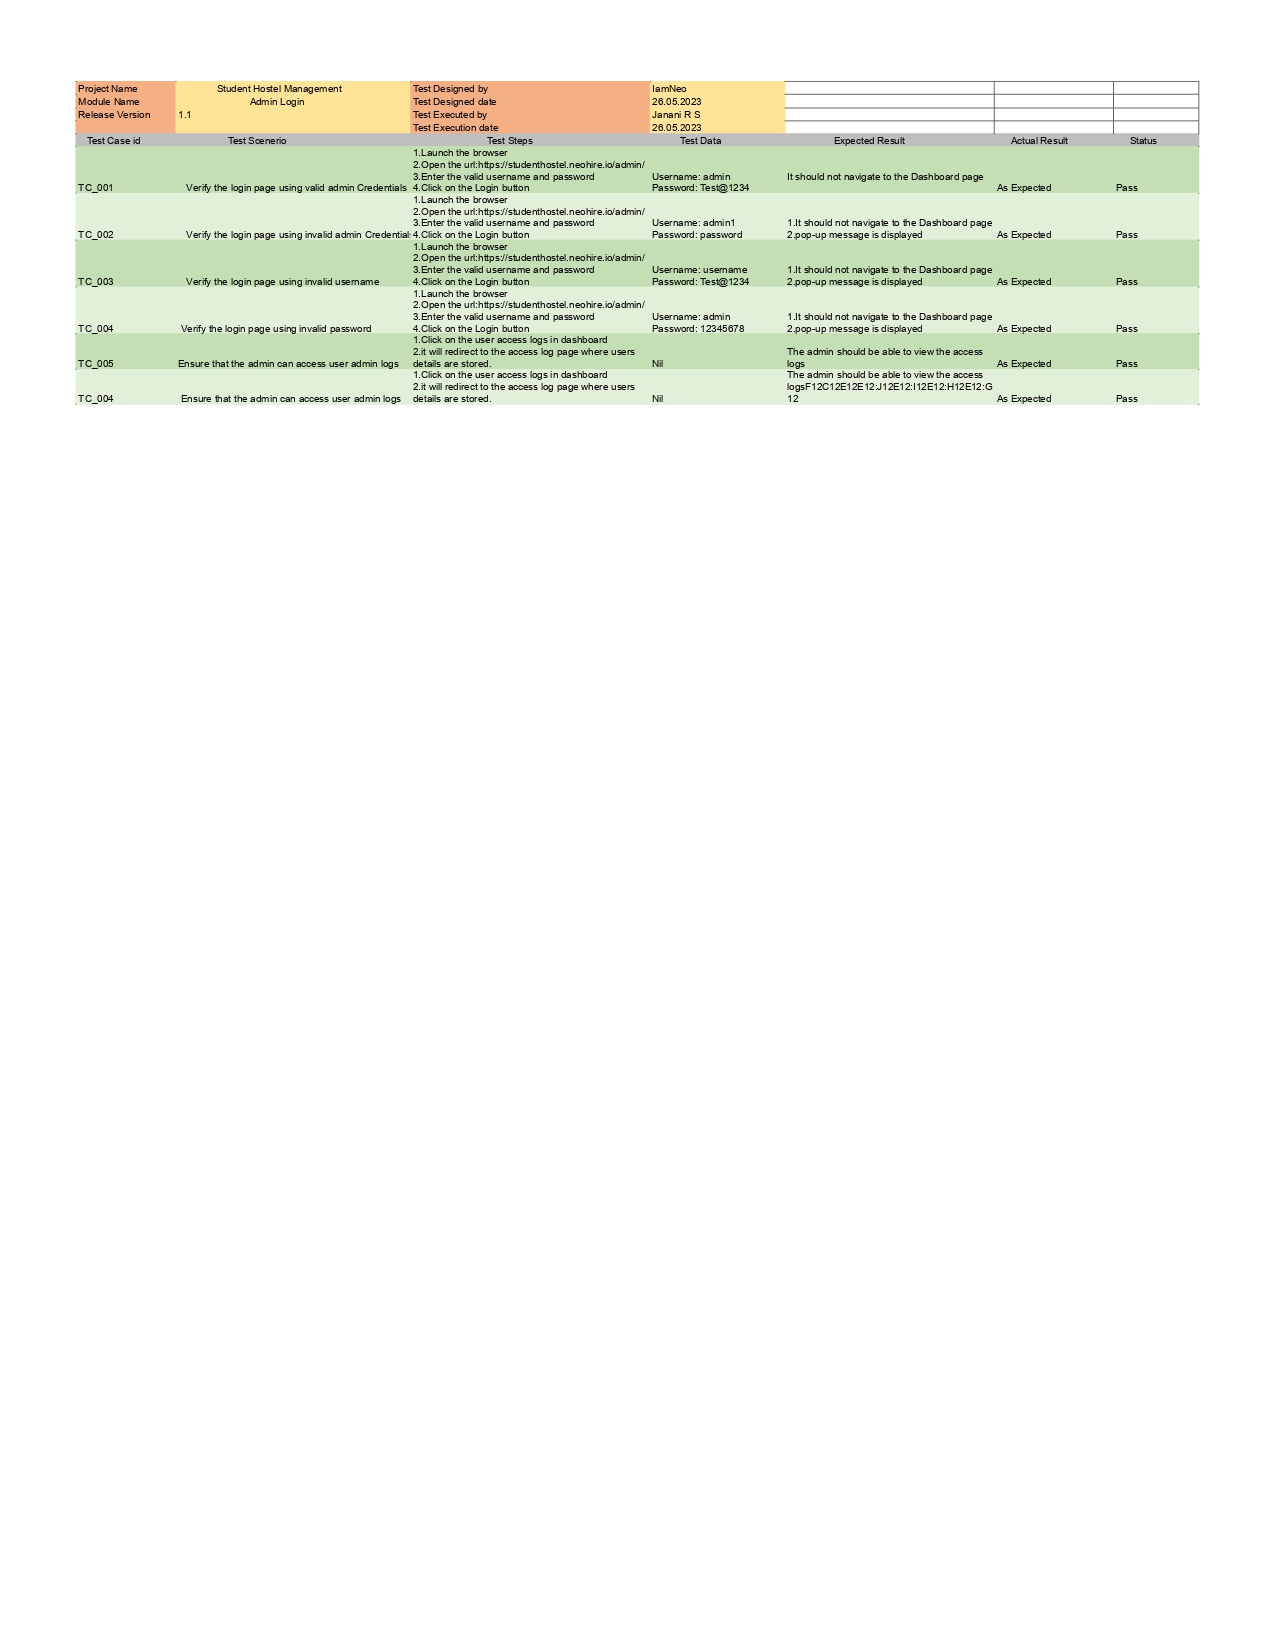 Project Name Student Hostel Management Test Designed by IamNeo
Module Name Admin Login Test Designed date 26.05.2023
Release Version 1.1 Test Executed by Janani R S
Test Execution date 26.05.2023
Test Case id Test Scenerio Test Steps Test Data Expected Result Actual Result Status
1.Launch the browser
2.Open the url:https://studenthostel.neohire.io/admin/
3.Enter the valid username and password Username: admin It should not navigate to the Dashboard page
TC_001 Verify the login page using valid admin Credentials 4.Click on the Login button Password: Test@1234 As Expected Pass
1.Launch the browser
2.Open the url:https://studenthostel.neohire.io/admin/
3.Enter the valid username and password Username: admin1 1.It should not navigate to the Dashboard page
TC_002 Verify the login page using invalid admin Credentials 4.Click on the Login button Password: password 2.pop-up message is displayed As Expected Pass
1.Launch the browser
2.Open the url:https://studenthostel.neohire.io/admin/
3.Enter the valid username and password Username: username 1.It should not navigate to the Dashboard page
TC_003 Verify the login page using invalid username 4.Click on the Login button Password: Test@1234 2.pop-up message is displayed As Expected Pass
1.Launch the browser
2.Open the url:https://studenthostel.neohire.io/admin/
3.Enter the valid username and password Username: admin 1.It should not navigate to the Dashboard page
TC_004 Verify the login page using invalid password 4.Click on the Login button Password: 12345678 2.pop-up message is displayed As Expected Pass
1.Click on the user access logs in dashboard
2.it will redirect to the access log page where users The admin should be able to view the access
TC_005 Ensure that the admin can access user admin logs details are stored. Nil logs As Expected Pass
1.Click on the user access logs in dashboard The admin should be able to view the access
2.it will redirect to the access log page where users logsF12C12E12E12:J12E12:I12E12:H12E12:G
TC_004 Ensure that the admin can access user admin logs details are stored. Nil 12 As Expected Pass